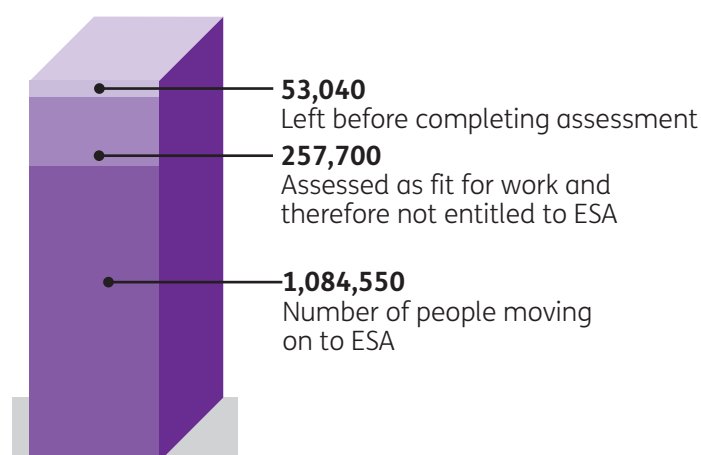 53,040
Left before completing assessment
257,700
Assessed as fit for work and
therefore not entitled to ESA
1,084,550
Number of people moving
on to ESA